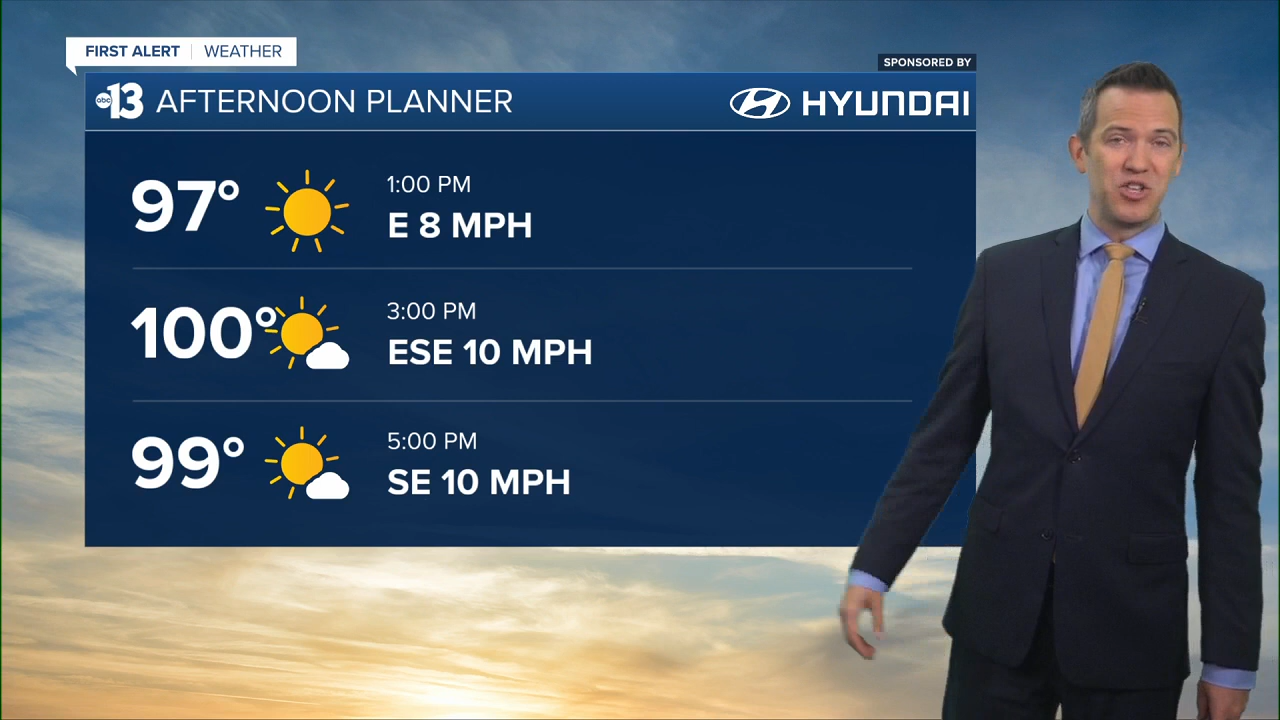 FIRST ALERT | WEATHER
SPONSORED BY
abc 13 AFTERNOON PLANNER
HYUNDAI
97°
1:00 PM
E 8 MPH
100°
3:00 PM
ESE 10 MPH
99°
5:00 PM
SE 10 MPH